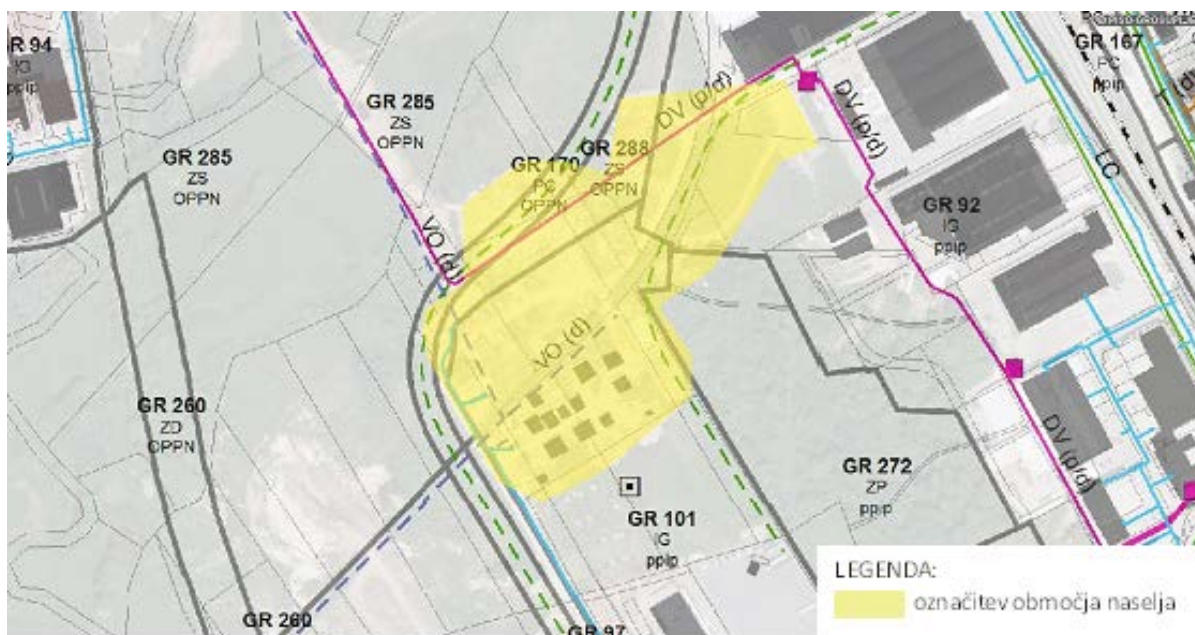 GR 94
IG
ppip
GR 285
ZS
OPPN
GR 285
ZS
OPPN
DV (p/d)
GR 288
ZS
OPPN
GR 170
PC
OPPN
DV (p/d)
GR 167
PC
ppip
LC
VO (d)
GR 92
IG
ppip
VO (d)
GR 260
ZD
OPPN
DV (p/d)
GR 272
ZP
ppip
GR 101
IG
ppip
GR 260
GR 97
LEGENDA:
označitev območja naselja